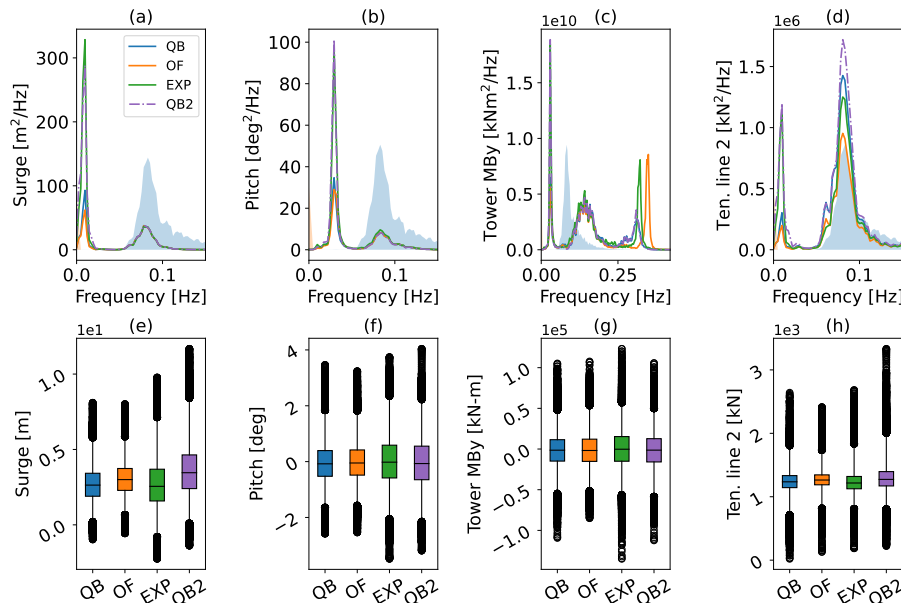 (a) (b) (c) (d)
1e10 1e6
Surge [m²/Hz]
300
200
100
0
0.0 0.1
Frequency [Hz]
QB
OF
EXP
QB2
Pitch [deg²/Hz]
100
80
60
40
20
0
0.0 0.1
Frequency [Hz]
Tower MBy [kNm²/Hz]
1.5
1.0
0.5
0.0
0.00 0.25
Frequency [Hz]
Ten. line 2 [kN²/Hz]
1.5
1.0
0.5
0.0
0.0 0.1
Frequency [Hz]
(e) (f) (g) (h)
1e1 1e5 1e3
Surge [m]
1.0
0.5
0.0
QB OF EXP QB2
Pitch [deg]
4
2
0
−2
QB OF EXP QB2
Tower MBy [kN-m]
1.0
0.5
0.0
−0.5
−1.0
QB OF EXP QB2
Ten. line 2 [kN]
3
2
1
0
QB OF EXP QB2